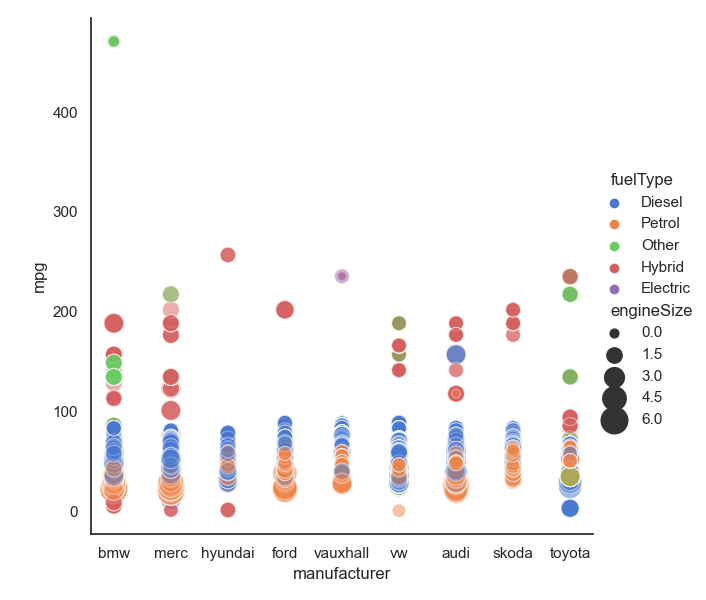 400
300
200
100
0
mpg
bmw merc hyundai ford vauxhall vw audi skoda toyota
manufacturer
fuelType
Diesel
Petrol
Other
Hybrid
Electric
engineSize
0.0
1.5
3.0
4.5
6.0